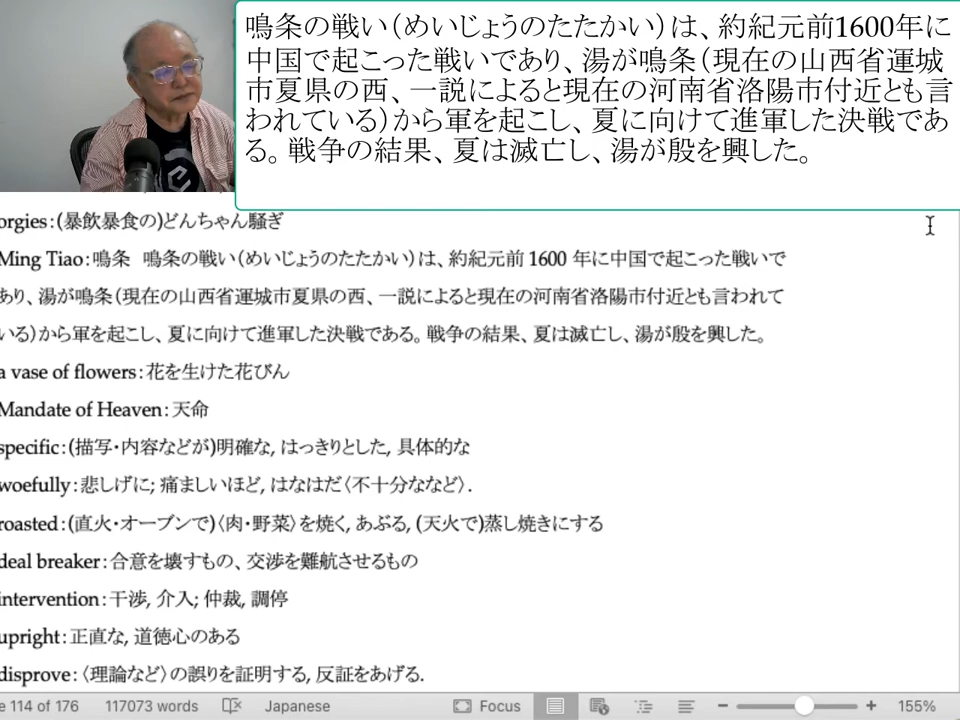 鳴条の戦い（めいじょうのたたかい）は、約紀元前1600年に
中国で起こった戦いであり、湯が鳴条（現在の山西省運城
市夏県の西、一説によると現在の河南省洛陽市付近とも言
われている）から軍を起こし、夏に向けて進軍した決戦であ
る。戦争の結果、夏は滅亡し、湯が殷を興した。
orgies：(暴飲暴食の)どんちゃん騒ぎ
Ming Tiao：鳴条　鳴条の戦い（めいじょうのたたかい）は、約紀元前 1600 年に中国で起こった戦いで
あり、湯が鳴条（現在の山西省運城市夏県の西、一説によると現在の河南省洛陽市付近とも言われて
いる）から軍を起こし、夏に向けて進軍した決戦である。戦争の結果、夏は滅亡し、湯が殷を興した。
a vase of flowers：花を生けた花びん
Mandate of Heaven：天命
specific：(描写・内容などが)明確な, はっきりとした, 具体的な
woefully：悲しげに; 痛ましいほど, はなはだ〈不十分ななど〉.
roasted：(直火・オーブンで)〈肉・野菜〉を焼く, あぶる, (天火で)蒸し焼きにする
deal breaker：合意を壊すもの、交渉を難航させるもの
intervention：干渉, 介入; 仲裁, 調停
upright：正直な, 道徳心のある
disprove：〈理論など〉の誤りを証明する, 反証をあげる.
e 114 of 176 117073 words Japanese Focus 155%